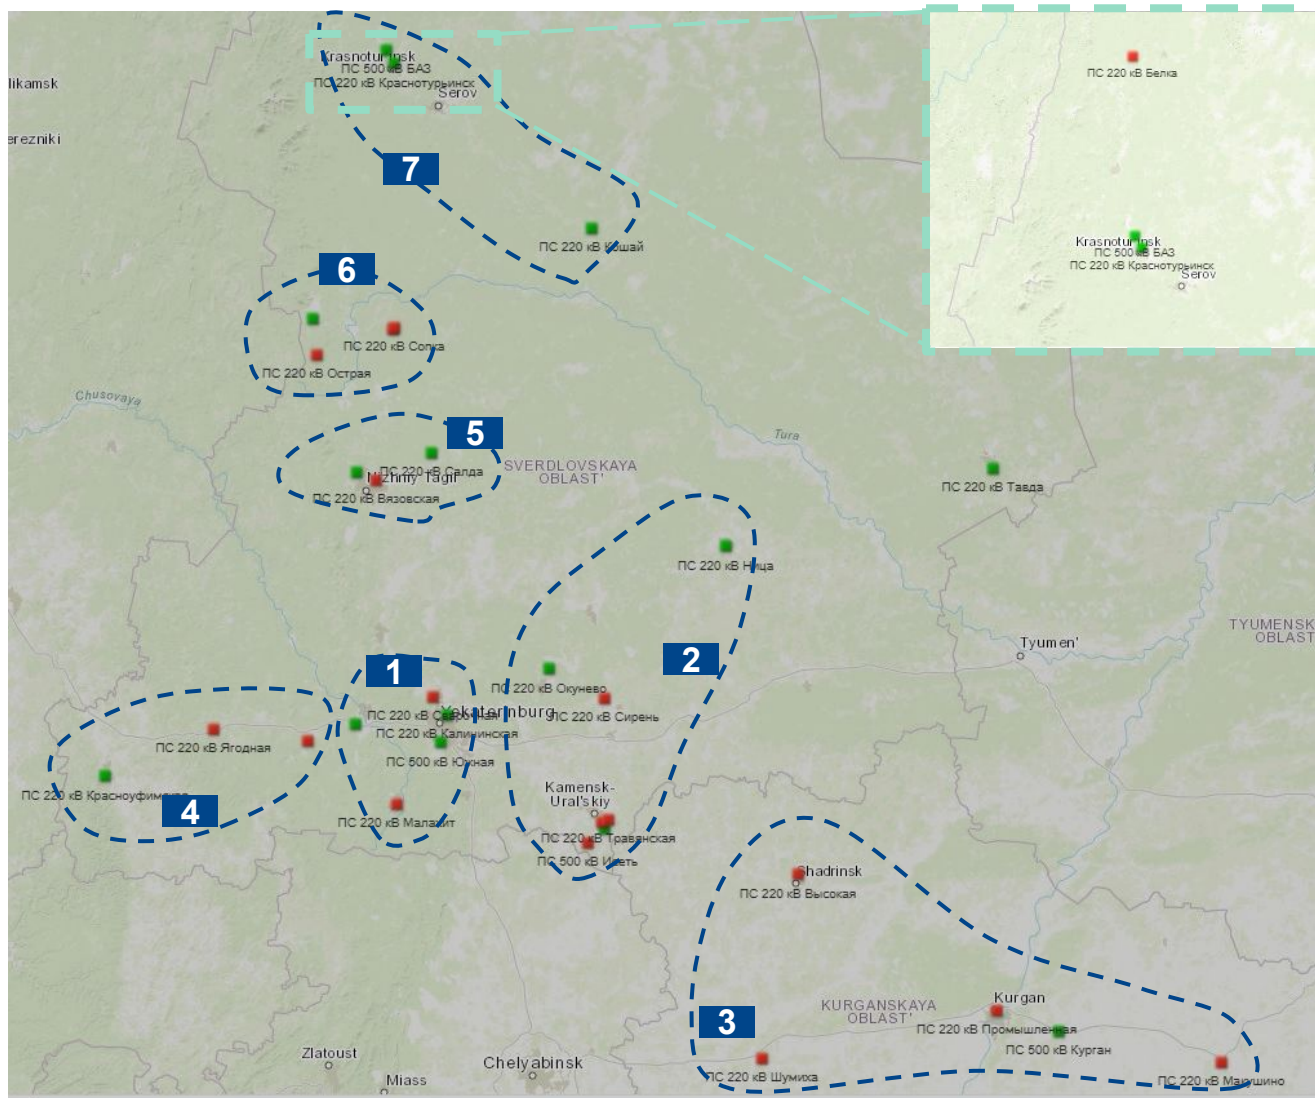 Krasnotur'insk
ПС 500 кВ БАЗ
ПС 220 кВ Краснотурьинск
Serov
likamsk
erezniki
7
ПС 220 кВ Кошай
ПС 220 кВ Белка
Krasnotur'insk
ПС 500 кВ БАЗ
ПС 220 кВ Краснотурьинск
Serov
6
ПС 220 кВ Сопка
ПС 220 кВ Острая
Chusovaya
Tura
5
ПС 220 кВ Салда
Nizhniy Tagil
ПС 220 кВ Вязовская
SVERDLOVSKAYA
OBLAST'
ПС 220 кВ Тавда
ПС 220 кВ Ница
Tyumen'
TYUMENSK
OBLAST
1
2
ПС 220 кВ Окунево
ПС 220 кВ Сирень
Yekaterinburg
ПС 220 кВ Калининская
ПС 500 кВ Южная
ПС 220 кВ Ягодная
ПС 220 кВ Красноуфимская
4
ПС 220 кВ Малахит
Kamensk-
Ural'skiy
ПС 220 кВ Травянская
ПС 500 кВ Исеть
Shadrinsk
ПС 220 кВ Высокая
KURGANSKAYA
OBLAST'
Kurgan
3
ПС 220 кВ Промышленная
ПС 500 кВ Курган
ПС 220 кВ Шумиха
ПС 220 кВ Макушино
Zlatoust
Chelyabinsk
Miass